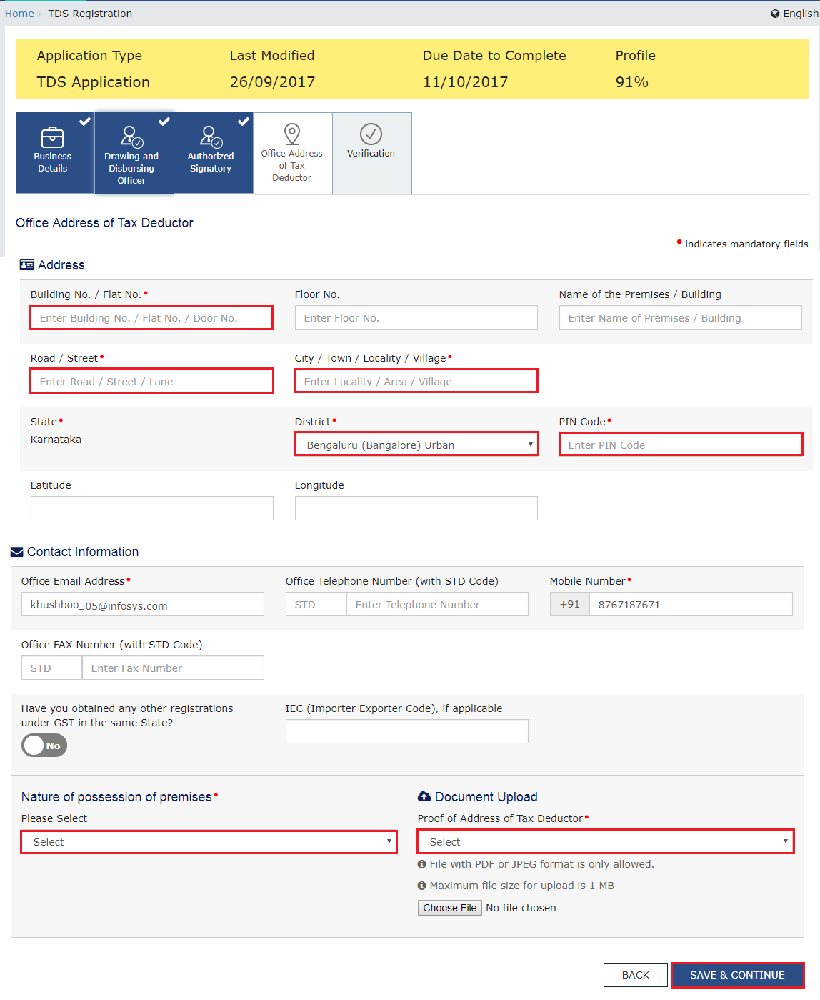 Home > TDS Registration English
Application Type Last Modified Due Date to Complete Profile
TDS Application 26/09/2017 11/10/2017 91%
Business Details
Drawing and Disbursing Officer
Authorized Signatory
Office Address of Tax Deductor
Verification
Office Address of Tax Deductor
• indicates mandatory fields
Address
Building No. / Flat No.• Floor No. Name of the Premises / Building
Enter Building No. / Flat No. / Door No. Enter Floor No. Enter Name of Premises / Building
Road / Street• City / Town / Locality / Village•
Enter Road / Street / Lane Enter Locality / Area / Village
State• District• PIN Code•
Karnataka Bengaluru (Bangalore) Urban Enter PIN Code
Latitude Longitude
Contact Information
Office Email Address• Office Telephone Number (with STD Code) Mobile Number•
khushboo_05@infosys.com STD Enter Telephone Number +91 8767187671
Office FAX Number (with STD Code)
STD Enter Fax Number
Have you obtained any other registrations
under GST in the same State?
No
IEC (Importer Exporter Code), if applicable
Nature of possession of premises•
Please Select
Select
Document Upload
Proof of Address of Tax Deductor•
Select
File with PDF or JPEG format is only allowed.
Maximum file size for upload is 1 MB
Choose File No file chosen
BACK SAVE & CONTINUE